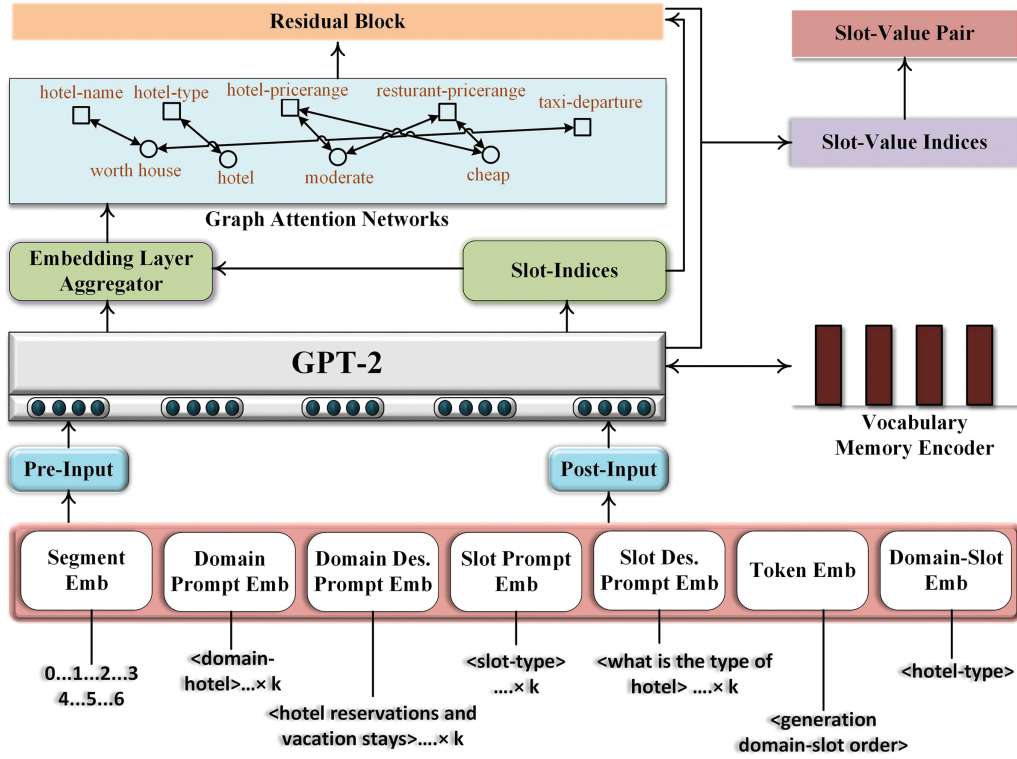 Residual Block
Slot-Value Pair
hotel-name
hotel-type
hotel-pricerange
resturant-pricerange
taxi-departure
worth house
hotel
moderate
cheap
Slot-Value Indices
Graph Attention Networks
Embedding Layer
Aggregator
Slot-Indices
GPT-2
Vocabulary
Memory Encoder
Pre-Input
Post-Input
Segment
Emb
Domain
Prompt Emb
Domain Des.
Prompt Emb
Slot Prompt
Emb
Slot Des.
Prompt Emb
Token Emb
Domain-Slot
Emb
0...1...2...3
4...5...6
<domain-
hotel>...× k
<hotel reservations and
vacation stays>....× k
<slot-type>
....× k
<what is the type of
hotel> ....× k
<generation
domain-slot order>
<hotel-type>